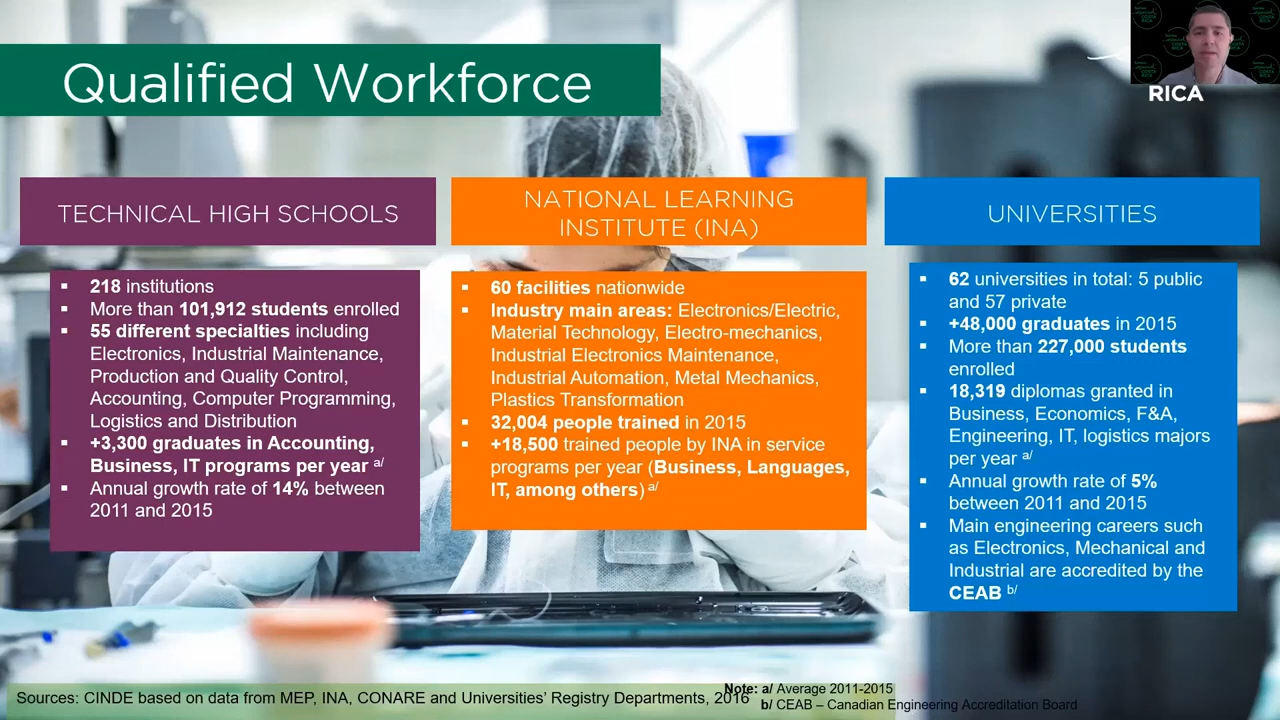 Qualified Workforce
RICA
TECHNICAL HIGH SCHOOLS
▪ 218 institutions
▪ More than 101,912 students enrolled
▪ 55 different specialties including
Electronics, Industrial Maintenance,
Production and Quality Control,
Accounting, Computer Programming,
Logistics and Distribution
▪ +3,300 graduates in Accounting,
Business, IT programs per year a/
▪ Annual growth rate of 14% between
2011 and 2015
NATIONAL LEARNING
INSTITUTE (INA)
▪ 60 facilities nationwide
▪ Industry main areas: Electronics/Electric,
Material Technology, Electro-mechanics,
Industrial Electronics Maintenance,
Industrial Automation, Metal Mechanics,
Plastics Transformation
▪ 32,004 people trained in 2015
▪ +18,500 trained people by INA in service
programs per year (Business, Languages,
IT, among others) a/
UNIVERSITIES
▪ 62 universities in total: 5 public
and 57 private
▪ +48,000 graduates in 2015
▪ More than 227,000 students
enrolled
▪ 18,319 diplomas granted in
Business, Economics, F&A,
Engineering, IT, logistics majors
per year a/
▪ Annual growth rate of 5%
between 2011 and 2015
▪ Main engineering careers such
as Electronics, Mechanical and
Industrial are accredited by the
CEAB b/
Sources: CINDE based on data from MEP, INA, CONARE and Universities' Registry Departments, 2016
Note: a/ Average 2011-2015
b/ CEAB – Canadian Engineering Accreditation Board